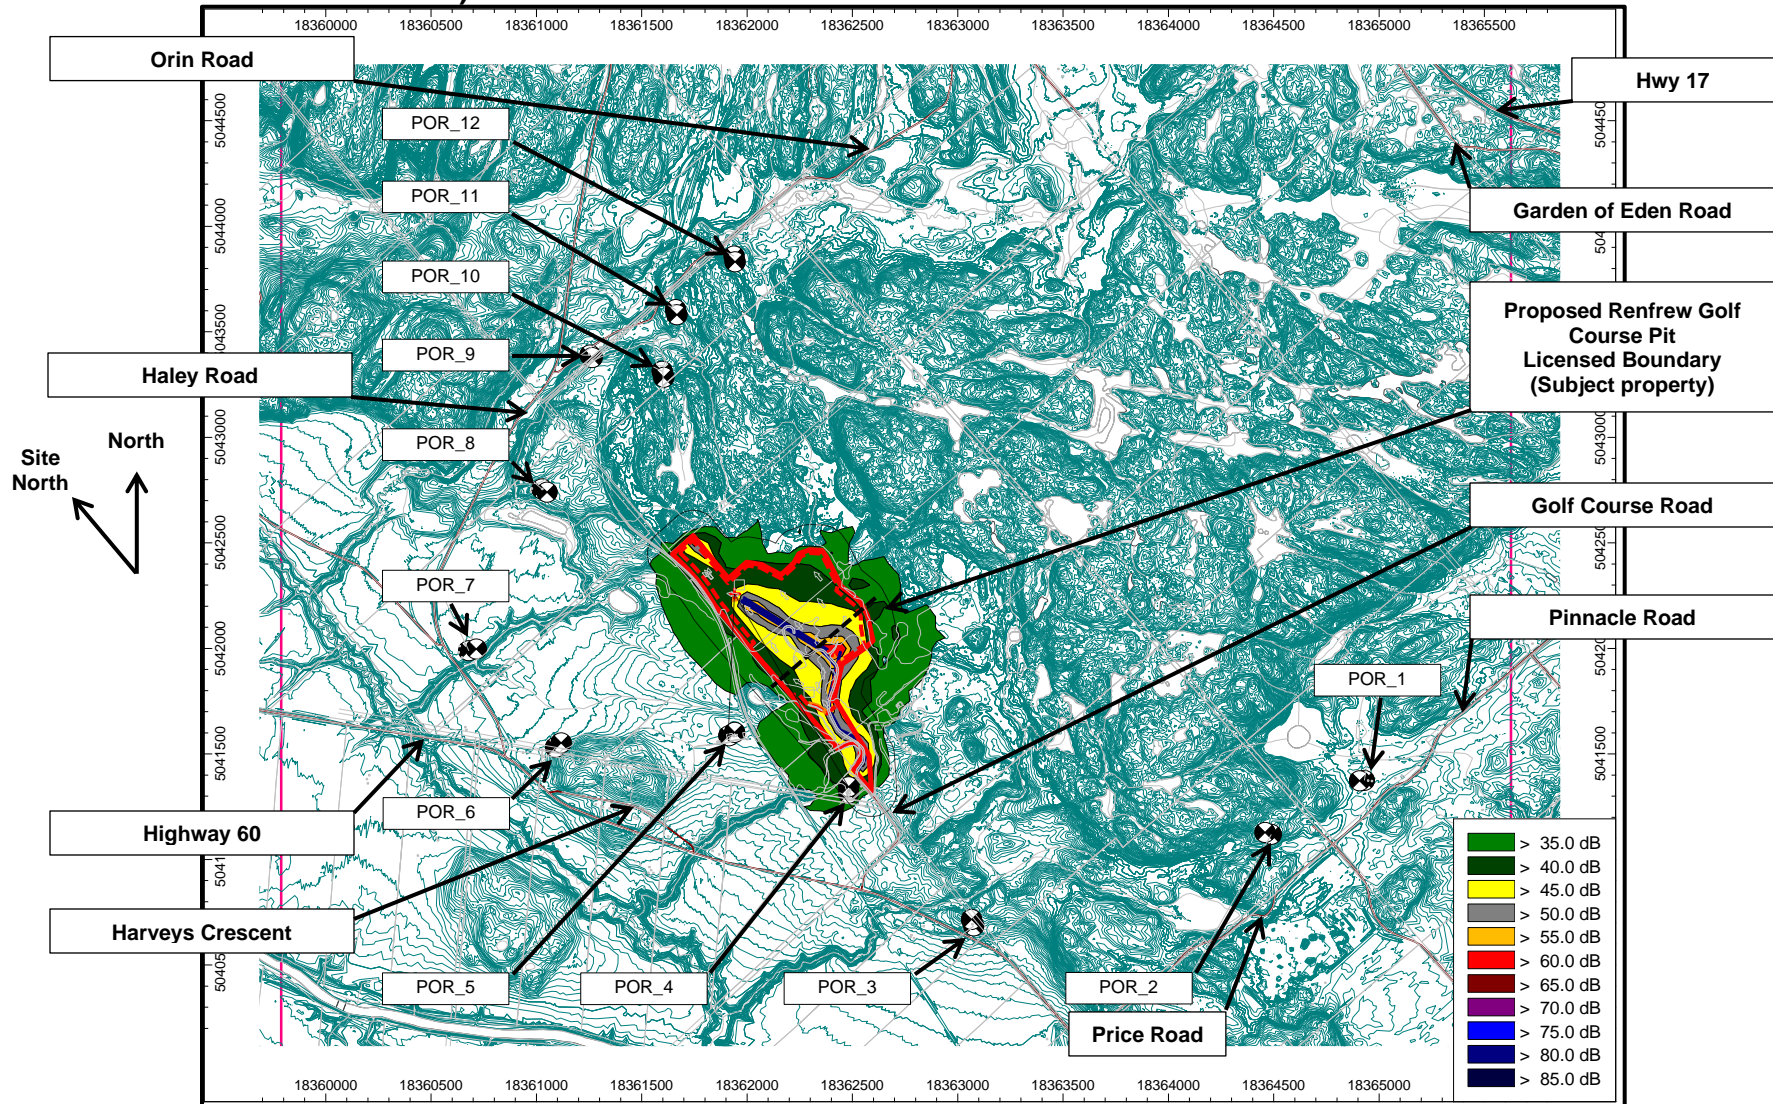 18360000 18360500 18361000 18361500 18362000 18362500 18363000 18363500 18364000 18364500 18365000 18365500
Orin Road
Hwy 17
POR_12
POR_11
Garden of Eden Road
POR_10
Proposed Renfrew Golf
Course Pit
Licensed Boundary
(Subject property)
POR_9
Haley Road
POR_8
North
Site
North
Golf Course Road
POR_7
Pinnacle Road
POR_1
POR_6
Highway 60
Harveys Crescent
POR_5
POR_4
POR_3
POR_2
Price Road
5044500
5044000
5043500
5043000
5042500
5042000
5041500
5043000
5041500
> 35.0 dB
> 40.0 dB
> 45.0 dB
> 50.0 dB
> 55.0 dB
> 60.0 dB
> 65.0 dB
> 70.0 dB
> 75.0 dB
> 80.0 dB
> 85.0 dB
18360000 18360500 18361000 18361500 18362000 18362500 18363000 18363500 18364000 18364500 18365000